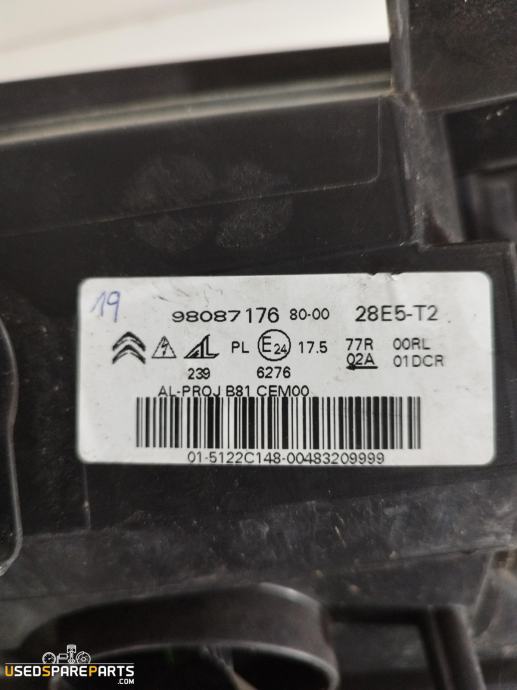 19
98087176 80-00 28E5-T2
AL PL E24 17.5 77R 00RL
02A 01DCR
239 6276
AL-PROJ B81 CEM00
01-5122C148-00483209999
USEDSPAREPARTS
.COM